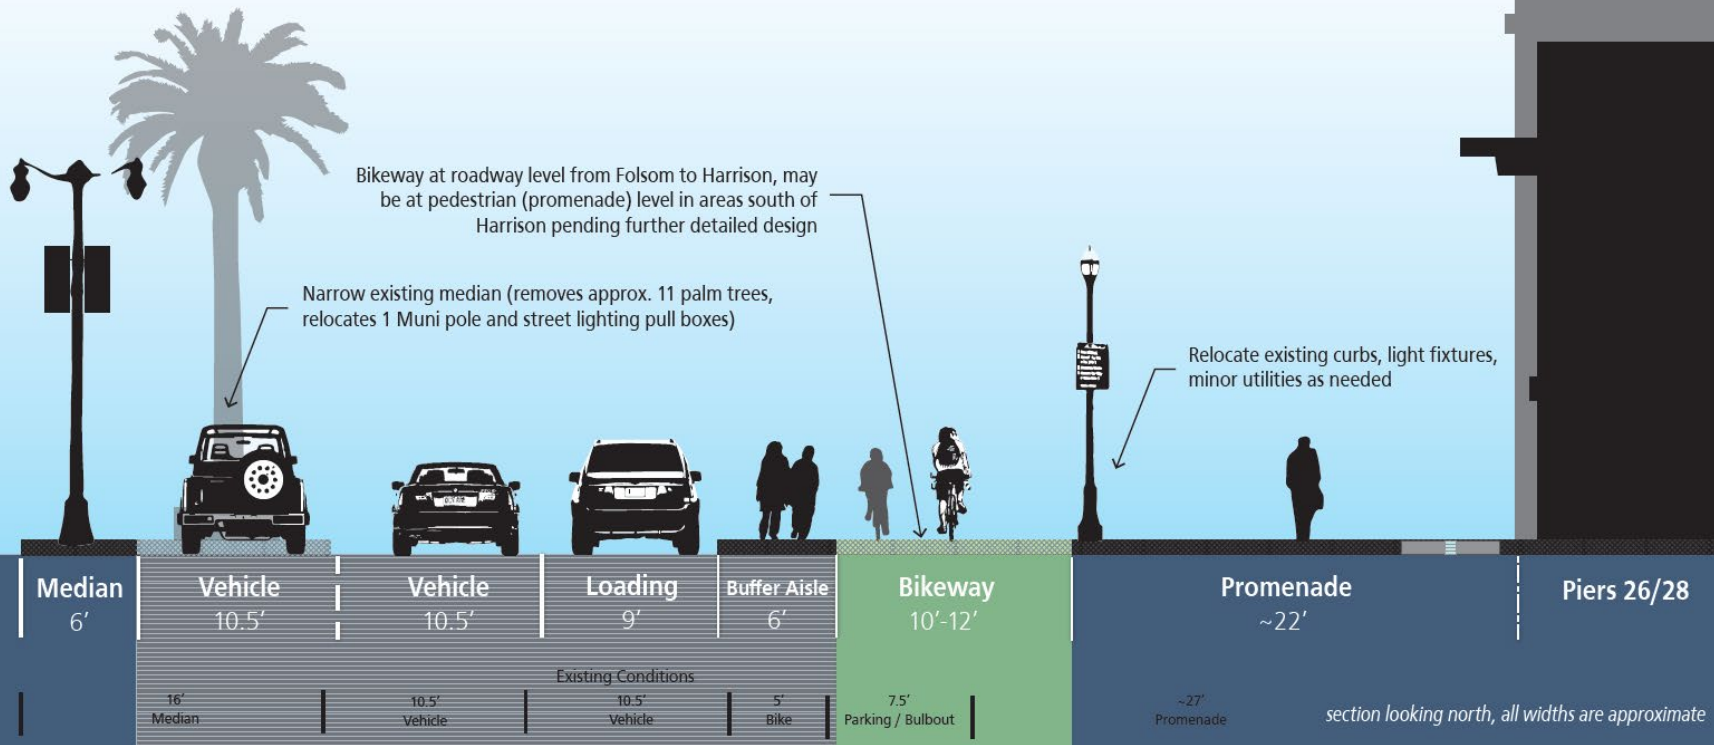 Bikeway at roadway level from Folsom to Harrison, may
be at pedestrian (promenade) level in areas south of
Harrison pending further detailed design
Narrow existing median (removes approx. 11 palm trees,
relocates 1 Muni pole and street lighting pull boxes)
Relocate existing curbs, light fixtures,
minor utilities as needed
Median
6’
Vehicle
10.5’
Vehicle
10.5’
Loading
9’
Buffer Aisle
6’
Bikeway
10’-12’
Promenade
~22’
Piers 26/28
Existing Conditions
16’
Median
10.5’
Vehicle
10.5’
Vehicle
5’
Bike
7.5’
Parking / Bulbout
~27’
Promenade
section looking north, all widths are approximate